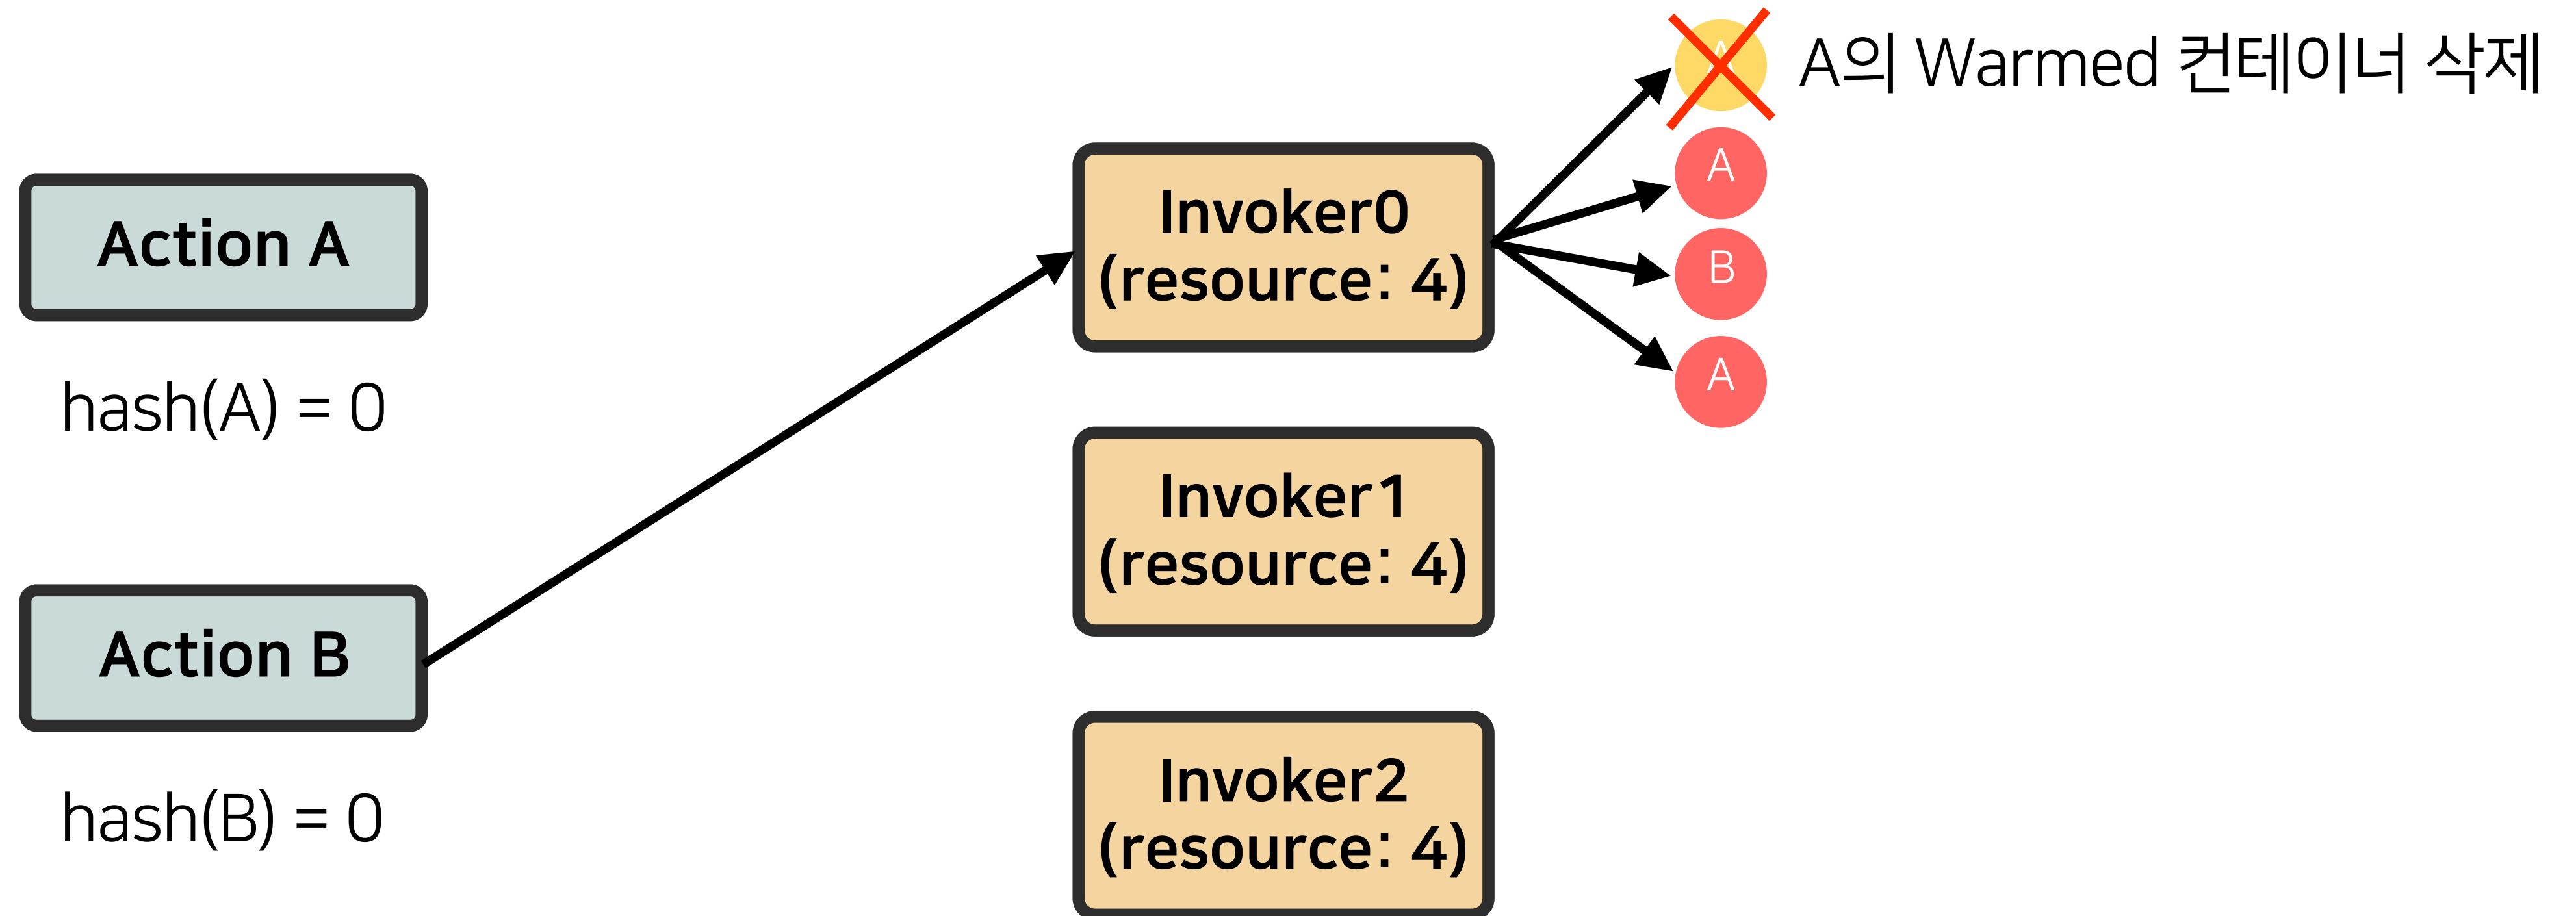 A
A의 Warmed 컨테이너 삭제
A
B
A
Action A
hash(A) = 0
Action B
hash(B) = 0
Invoker0
(resource: 4)
Invoker1
(resource: 4)
Invoker2
(resource: 4)